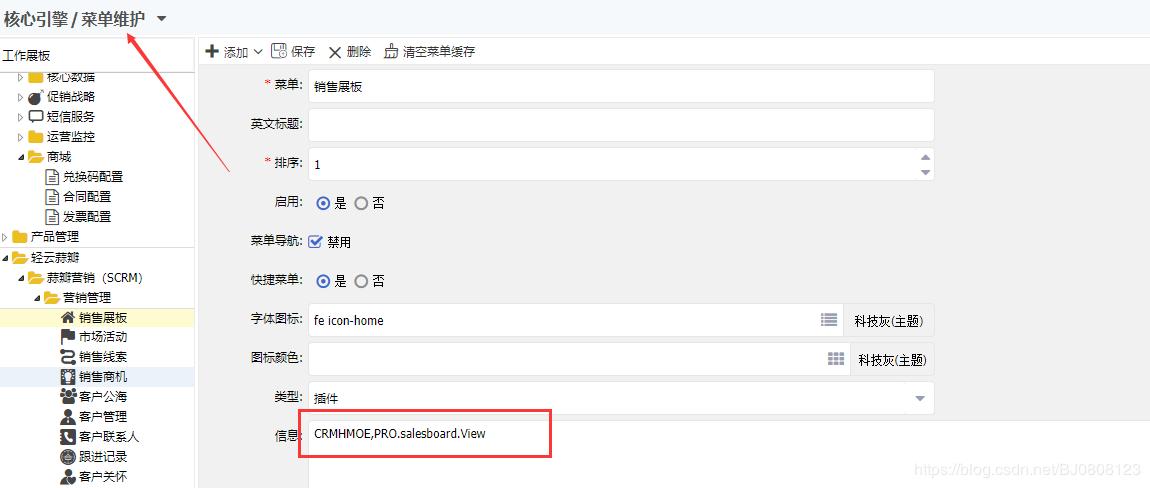 核心引擎 / 菜单维护
工作展板
核心数据
促销战略
短信服务
运营监控
商城
兑换码配置
合同配置
发票配置
产品管理
轻云蒜瓣
蒜瓣营销（SCRM）
营销管理
销售展板
市场活动
销售线索
销售商机
客户公海
客户管理
客户联系人
跟进记录
客户关怀
添加 保存 删除 清空菜单缓存
* 菜单: 销售展板
英文标题:
* 排序: 1
启用: 是 否
菜单导航: 禁用
快捷菜单: 是 否
字体图标: fe icon-home 科技灰(主题)
图标颜色: 科技灰(主题)
类型: 插件
信息: CRMHMOE,PRO.salesboard.View
https://blog.csdn.net/BJ0808123